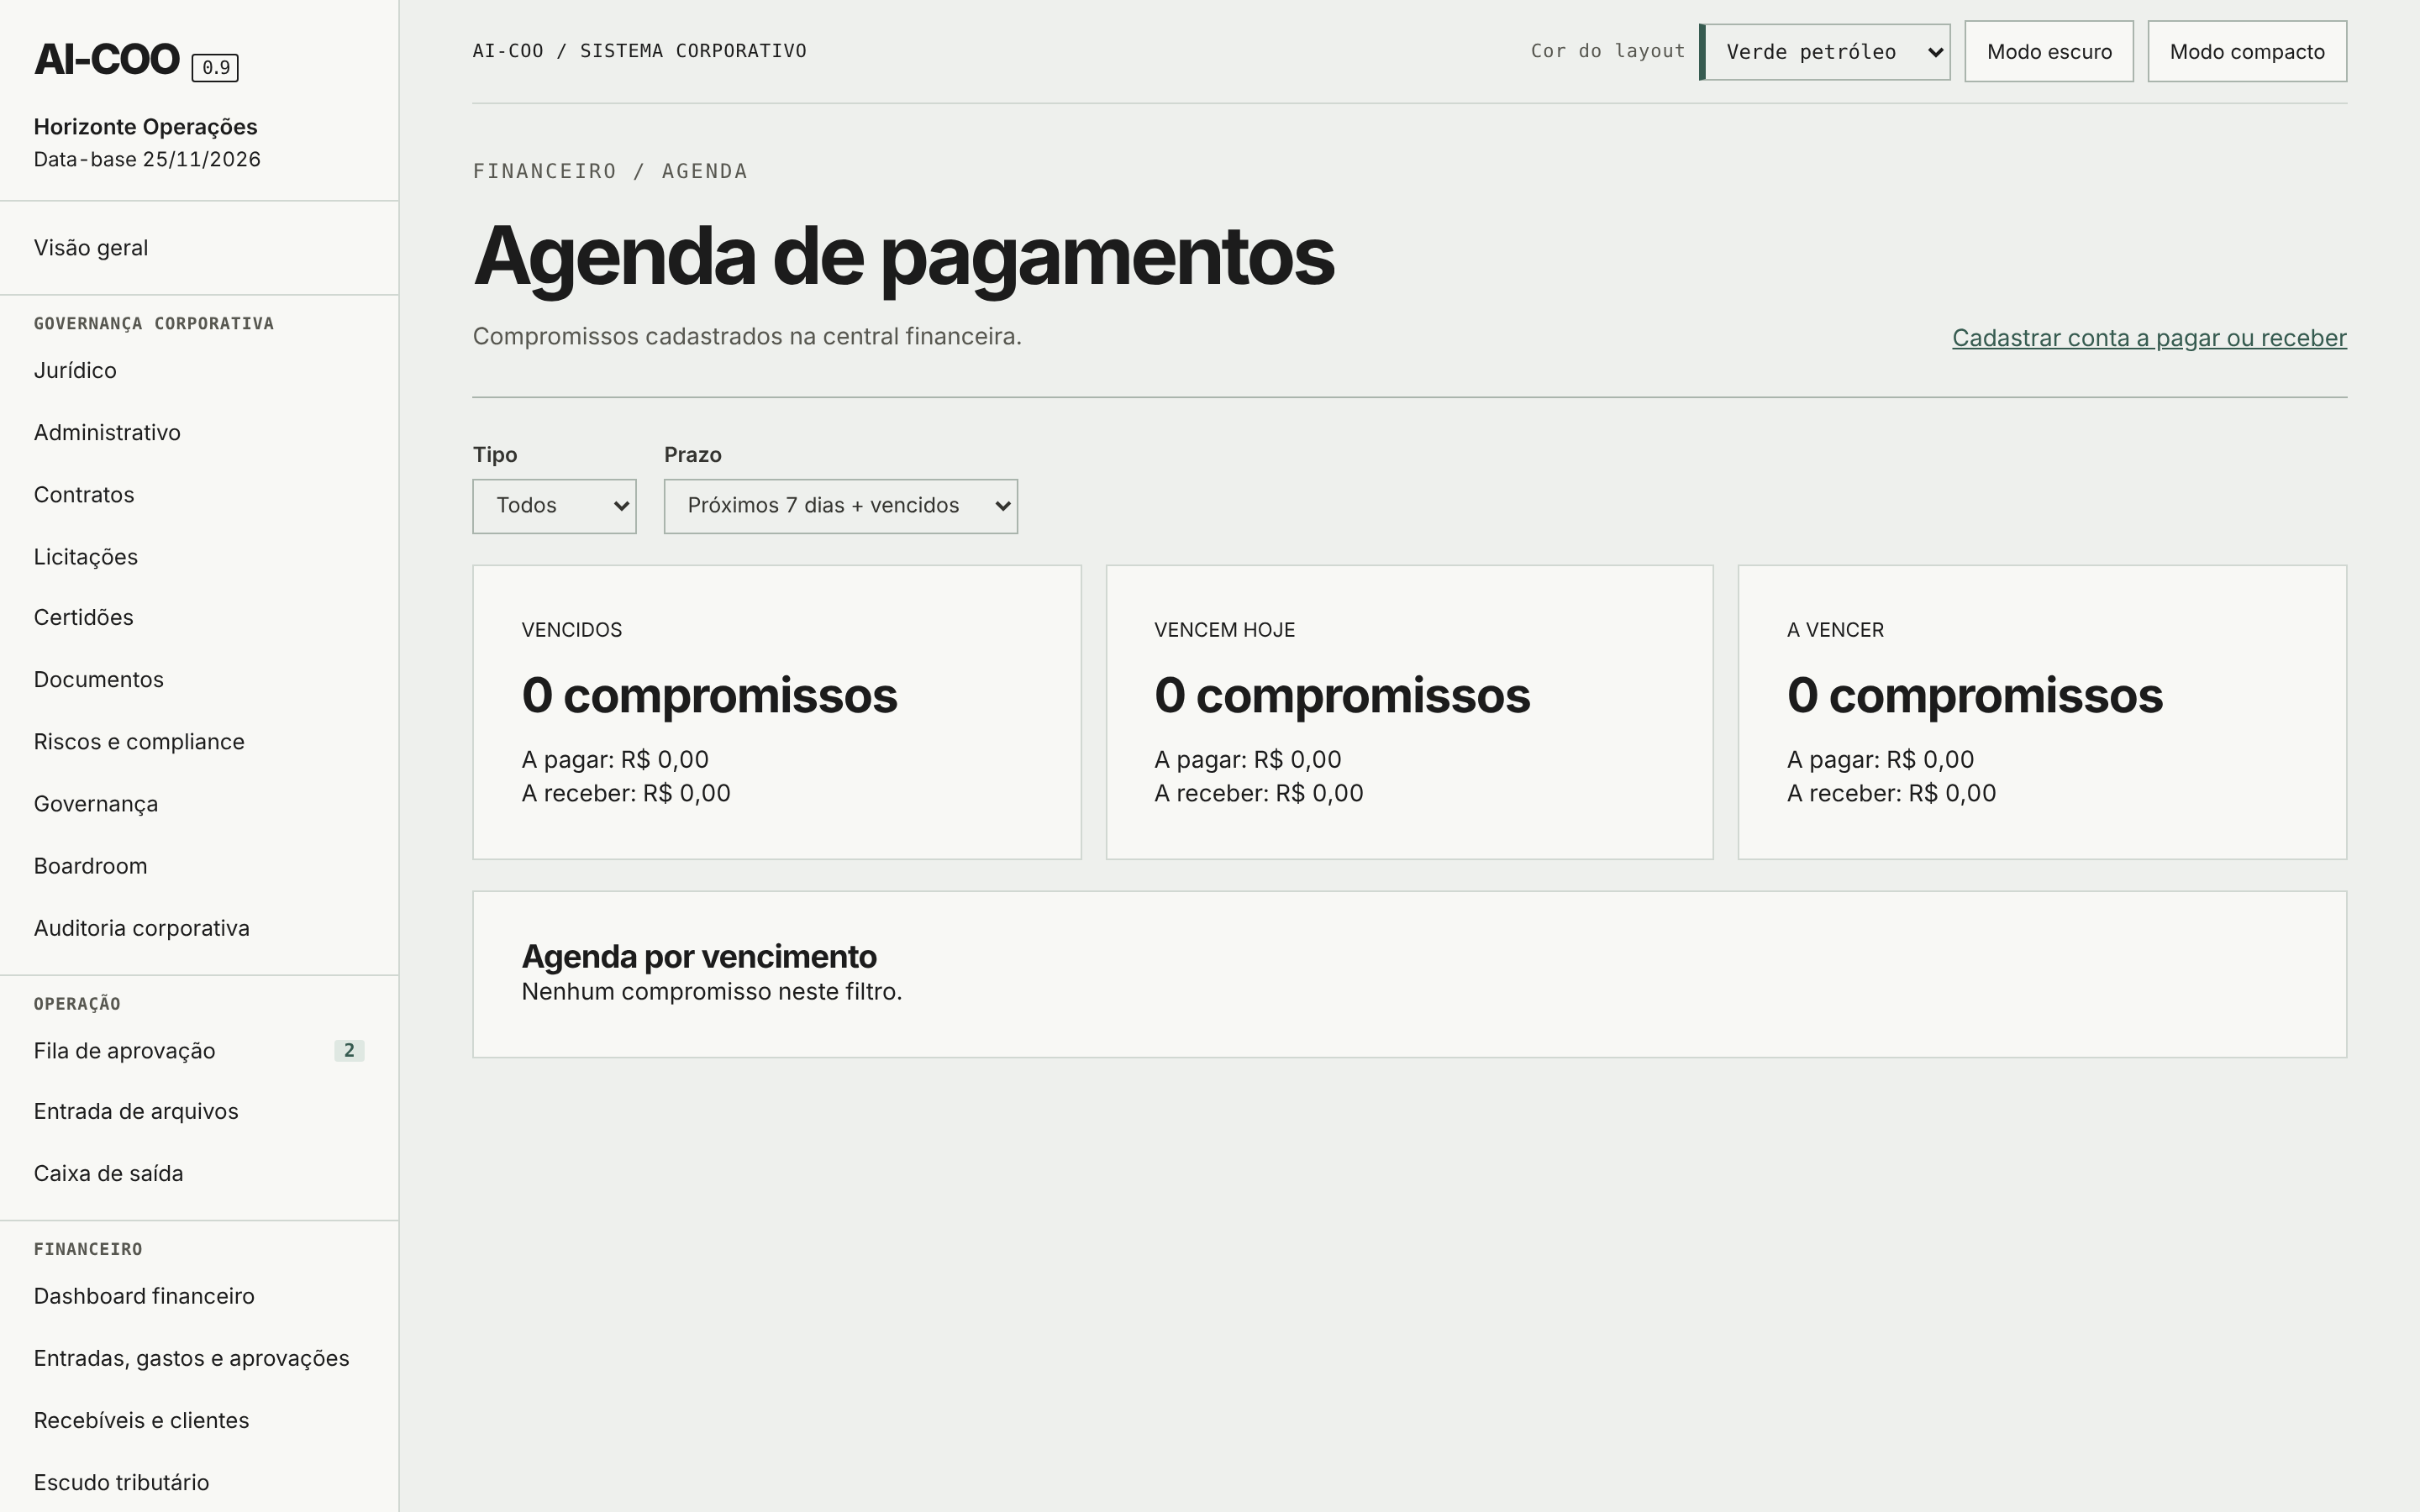 AI-COO 0.9
Horizonte Operações
Data-base 25/11/2026
Visão geral
GOVERNANÇA CORPORATIVA
Jurídico
Administrativo
Contratos
Licitações
Certidões
Documentos
Riscos e compliance
Governança
Boardroom
Auditoria corporativa
OPERAÇÃO
Fila de aprovação 2
Entrada de arquivos
Caixa de saída
FINANCEIRO
Dashboard financeiro
Entradas, gastos e aprovações
Recebíveis e clientes
Escudo tributário
AI-COO / SISTEMA CORPORATIVO
Cor do layout Verde petróleo Modo escuro Modo compacto
FINANCEIRO / AGENDA
Agenda de pagamentos
Compromissos cadastrados na central financeira.
Cadastrar conta a pagar ou receber
Tipo Prazo
Todos Próximos 7 dias + vencidos
VENCIDOS
0 compromissos
A pagar: R$ 0,00
A receber: R$ 0,00
VENCEM HOJE
0 compromissos
A pagar: R$ 0,00
A receber: R$ 0,00
A VENCER
0 compromissos
A pagar: R$ 0,00
A receber: R$ 0,00
Agenda por vencimento
Nenhum compromisso neste filtro.